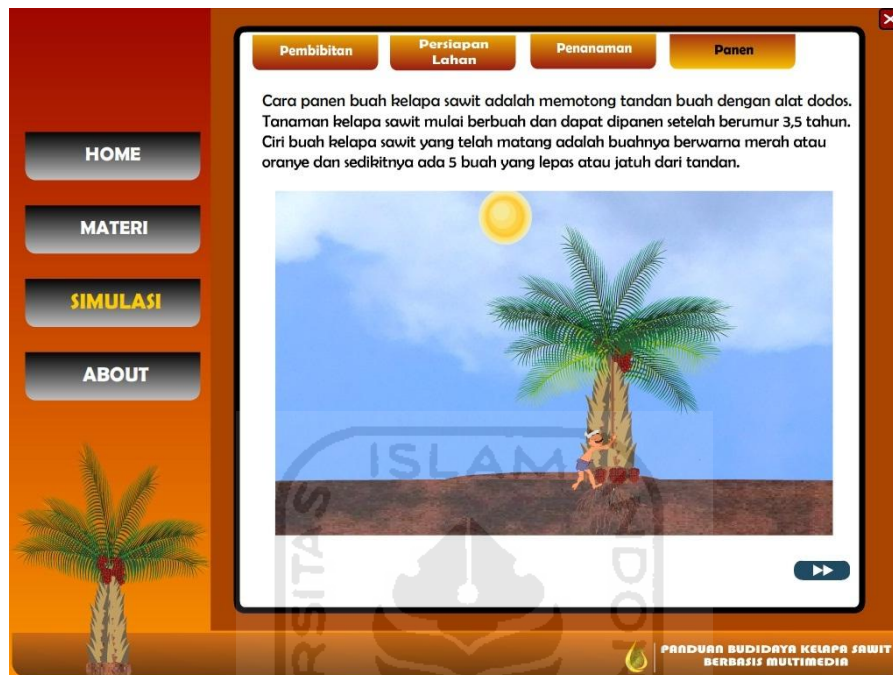 Pembibitan
Persiapan
Lahan
Penanaman
Panen
Cara panen buah kelapa sawit adalah memotong tandan buah dengan alat dodos.
Tanaman kelapa sawit mulai berbuah dan dapat dipanen setelah berumur 3,5 tahun.
Ciri buah kelapa sawit yang telah matang adalah buahnya berwarna merah atau
oranye dan sedikitnya ada 5 buah yang lepas atau jatuh dari tandan.
HOME
MATERI
SIMULASI
ABOUT
ISLAM
PANDUAN BUDIDAYA KELAPA SAWIT
BERBASIS MULTIMEDIA